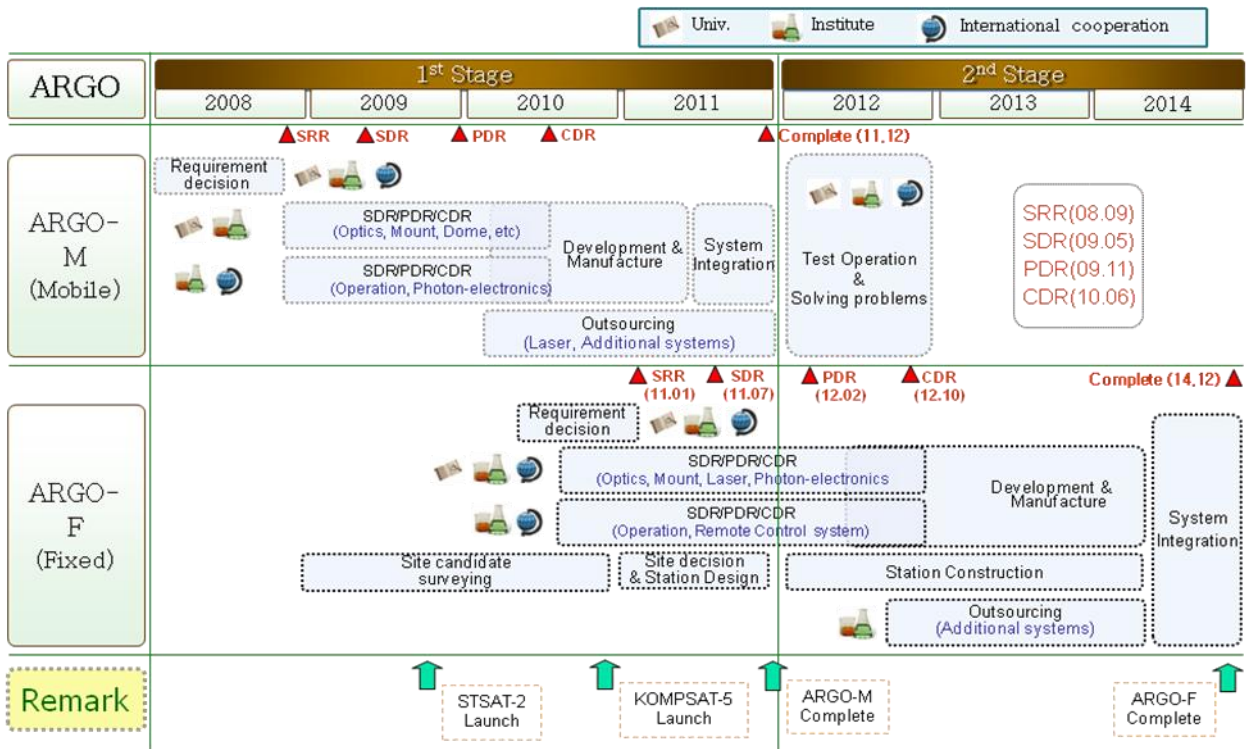 Univ.
Institute
International cooperation
ARGO
1st Stage
2nd Stage
2008
2009
2010
2011
2012
2013
2014
SRR
SDR
PDR
CDR
Complete (11.12)
ARGO-
M
(Mobile)
Requirement
decision
SDR/PDR/CDR
(Optics, Mount, Dome, etc)
SDR/PDR/CDR
(Operation, Photon-electronics)
Development &
Manufacture
System
Integration
Outsourcing
(Laser, Additional systems)
Test Operation
&
Solving problems
SRR(08.09)
SDR(09.05)
PDR(09.11)
CDR(10.06)
SRR
(11.01)
SDR
(11.07)
PDR
(12.02)
CDR
(12.10)
Complete (14.12)
ARGO-
F
(Fixed)
Requirement
decision
SDR/PDR/CDR
(Optics, Mount, Laser, Photon-electronics
SDR/PDR/CDR
(Operation, Remote Control system)
Development &
Manufacture
System
Integration
Site candidate
surveying
Site decision
& Station Design
Station Construction
Outsourcing
(Additional systems)
Remark
STSAT-2
Launch
KOMPSAT-5
Launch
ARGO-M
Complete
ARGO-F
Complete